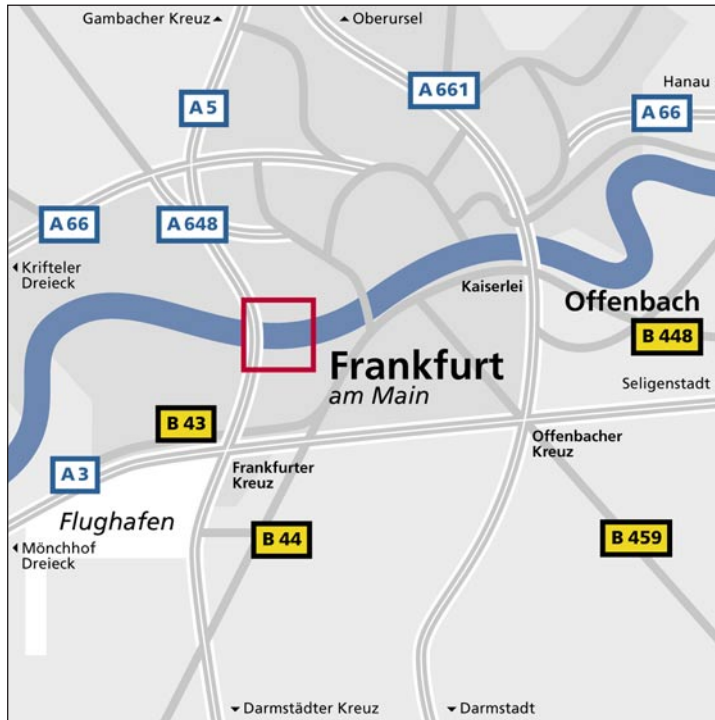 Gambacher Kreuz
Oberursel
A 5
A 661
Hanau
A 66
A 66
A 648
Krifteler
Dreieck
Kaiserlei
Offenbach
B 448
Frankfurt
am Main
Seligenstadt
B 43
A 3
Frankfurter
Kreuz
Offenbacher
Kreuz
Flughafen
B 44
B 459
Mönchhof
Dreieck
Darmstädter Kreuz
Darmstadt